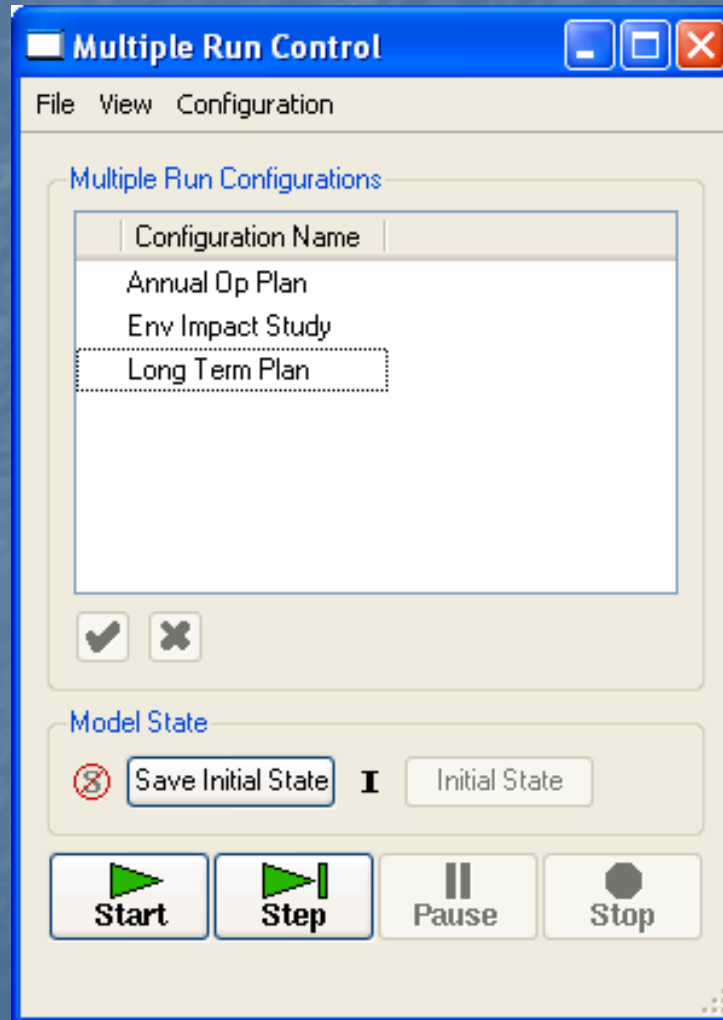 Multiple Run Control
File View Configuration
Multiple Run Configurations
Configuration Name
Annual Op Plan
Env Impact Study
Long Term Plan
Model State
S Save Initial State I Initial State
Start Step Pause Stop